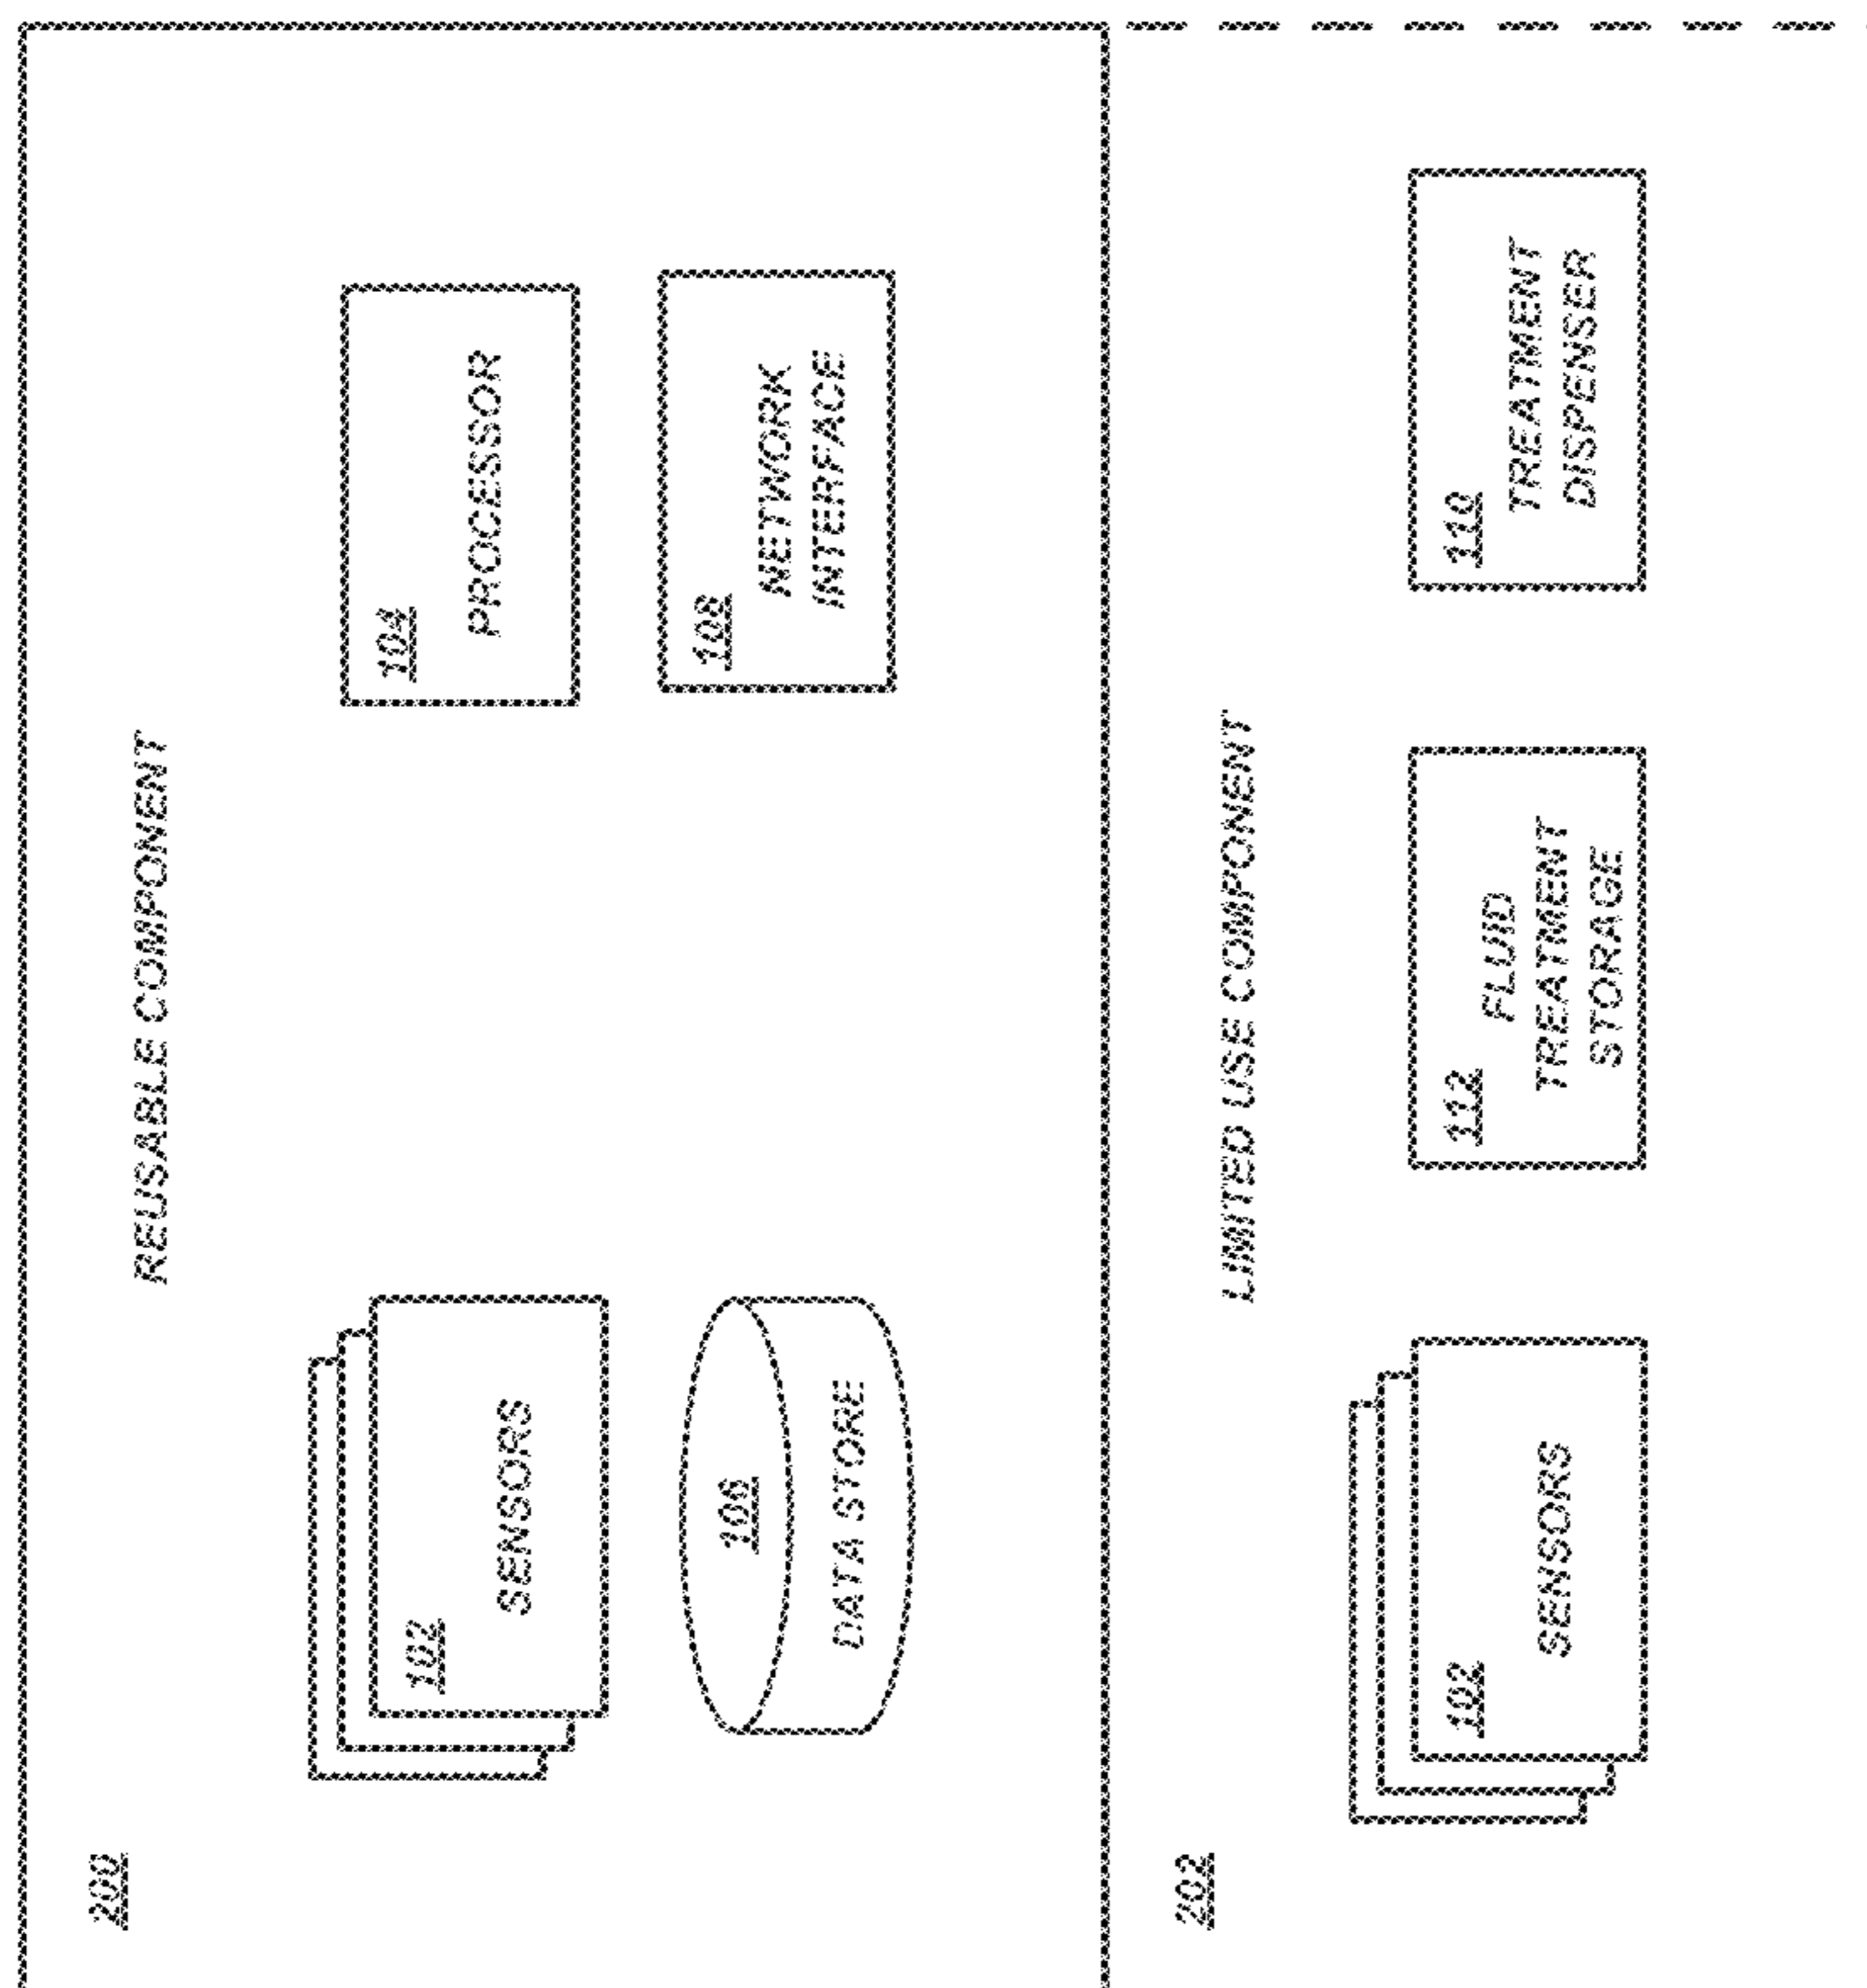 200
REUSABLE COMPONENT
102
SENSORS
104
PROCESSOR
106
DATA STORE
108
NETWORK
INTERFACE
202
LIMITED USE COMPONENT
102
SENSORS
112
FLUID
TREATMENT
STORAGE
110
TREATMENT
DISPENSER